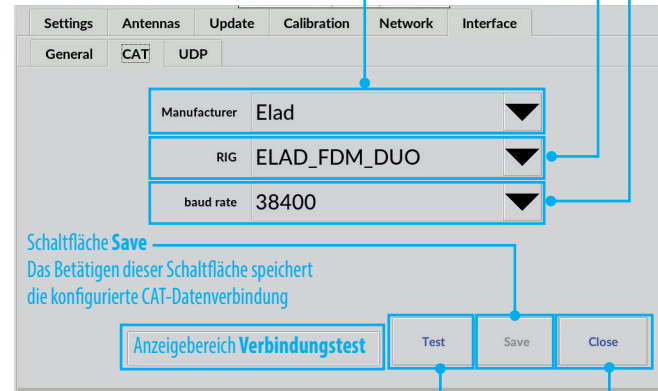 Settings Antennas Update Calibration Network Interface
General CAT UDP
Manufacturer Elad
RIG ELAD_FDM_DUO
baud rate 38400
Schaltfläche Save
Das Betätigen dieser Schaltfläche speichert
die konfigurierte CAT-Datenverbindung
Anzeigebereich Verbindungstest Test Save Close